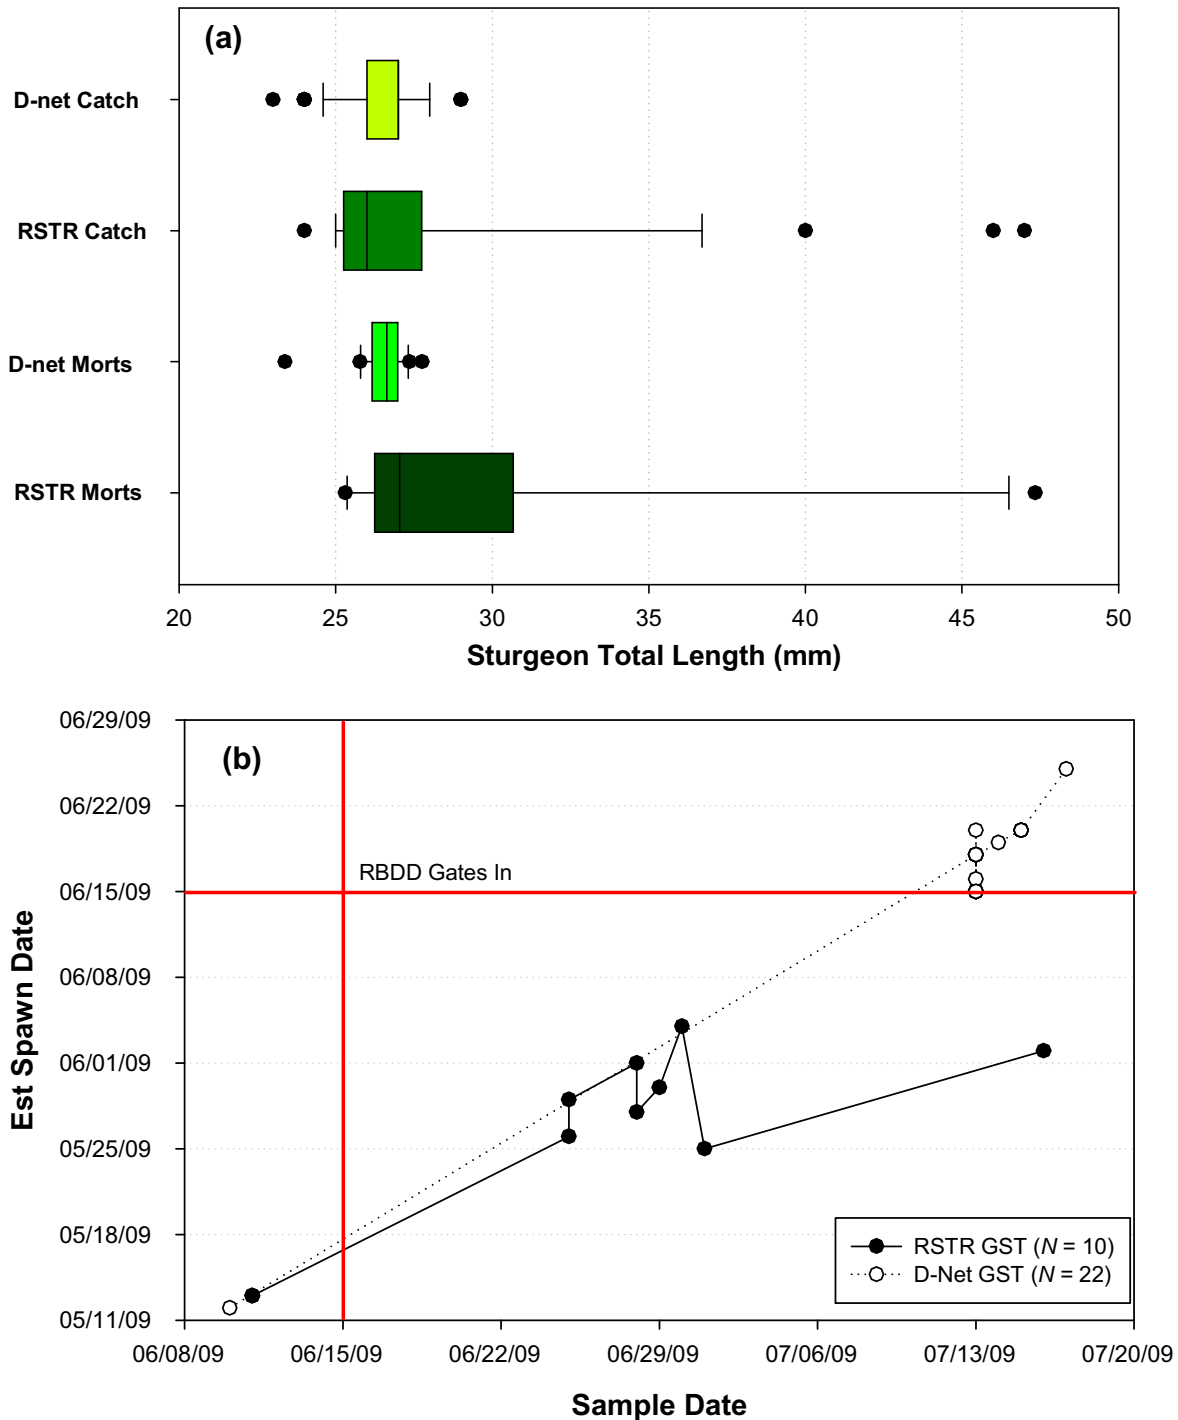 (a)
D-net Catch
RSTR Catch
D-net Morts
RSTR Morts
20 25 30 35 40 45 50
Sturgeon Total Length (mm)
(b)
06/29/09
06/22/09
06/15/09
06/08/09
06/01/09
05/25/09
05/18/09
05/11/09
Est Spawn Date
RBDD Gates In
RSTR GST (N = 10)
D-Net GST (N = 22)
06/08/09 06/15/09 06/22/09 06/29/09 07/06/09 07/13/09 07/20/09
Sample Date